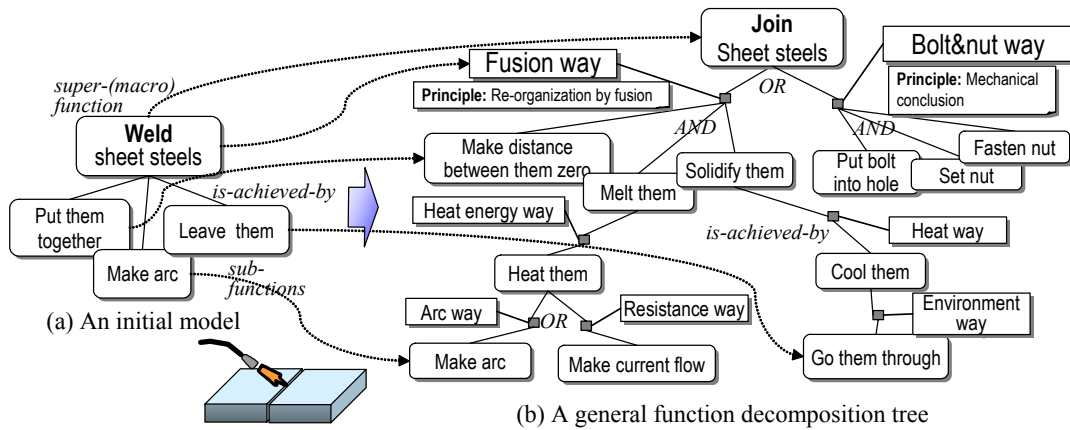 super-(macro)
function
Weld
sheet steels
is-achieved-by
Put them
together
Leave them
Make arc
sub-
functions
(a) An initial model
Join
Sheet steels
Fusion way
Principle: Re-organization by fusion
OR
Bolt&nut way
Principle: Mechanical
conclusion
AND
AND
Make distance
between them zero
Melt them
Solidify them
Put bolt
into hole
Set nut
Fasten nut
Heat energy way
is-achieved-by
Heat way
Heat them
Cool them
Arc way
OR
Resistance way
Environment
way
Make arc
Make current flow
Go them through
(b) A general function decomposition tree